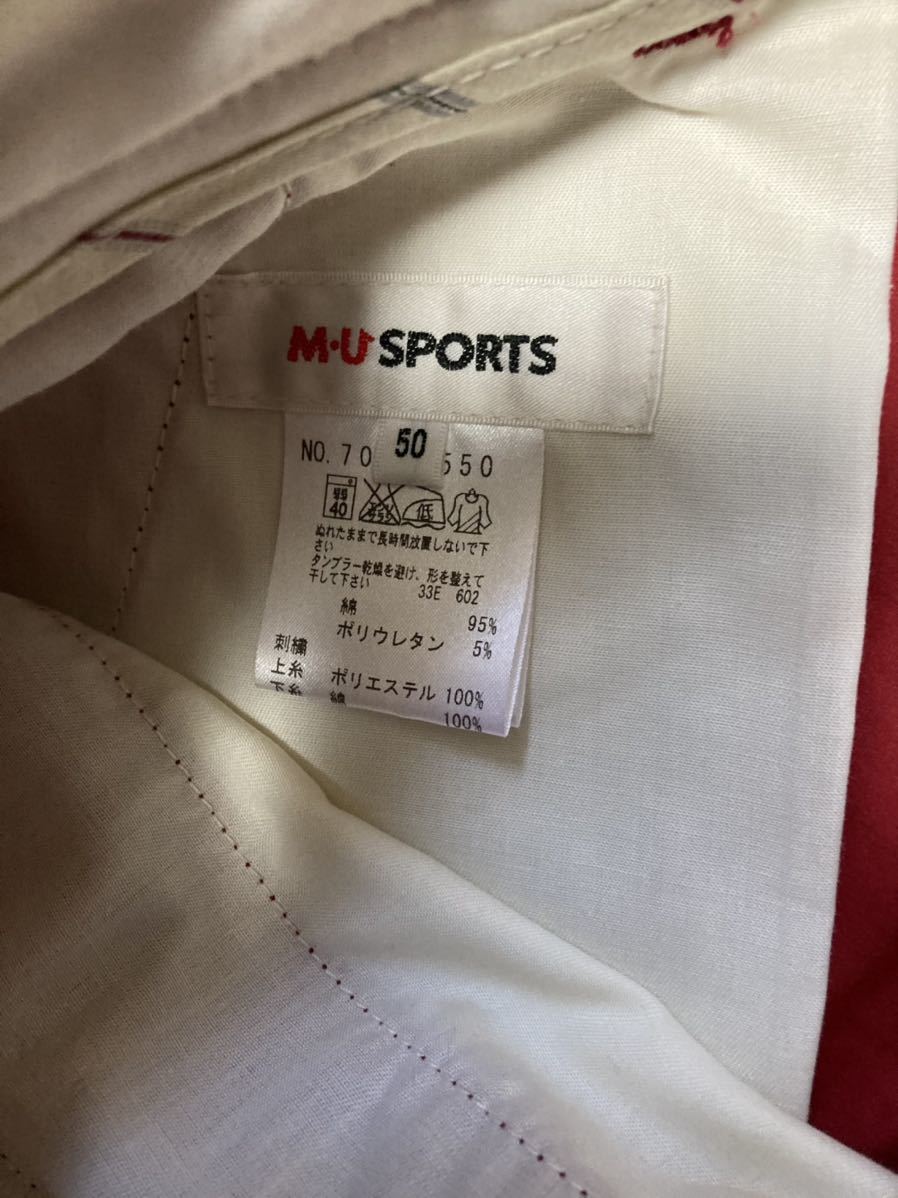 M·U SPORTS
50
NO. 70 550
40 低
ぬれたままで長時間放置しないで下
さい
タンブラー乾燥を避け、形を整えて
干して下さい 33E 602
綿 95%
ポリウレタン 5%
刺繍
上糸 ポリエステル 100%
下糸 綿 100%